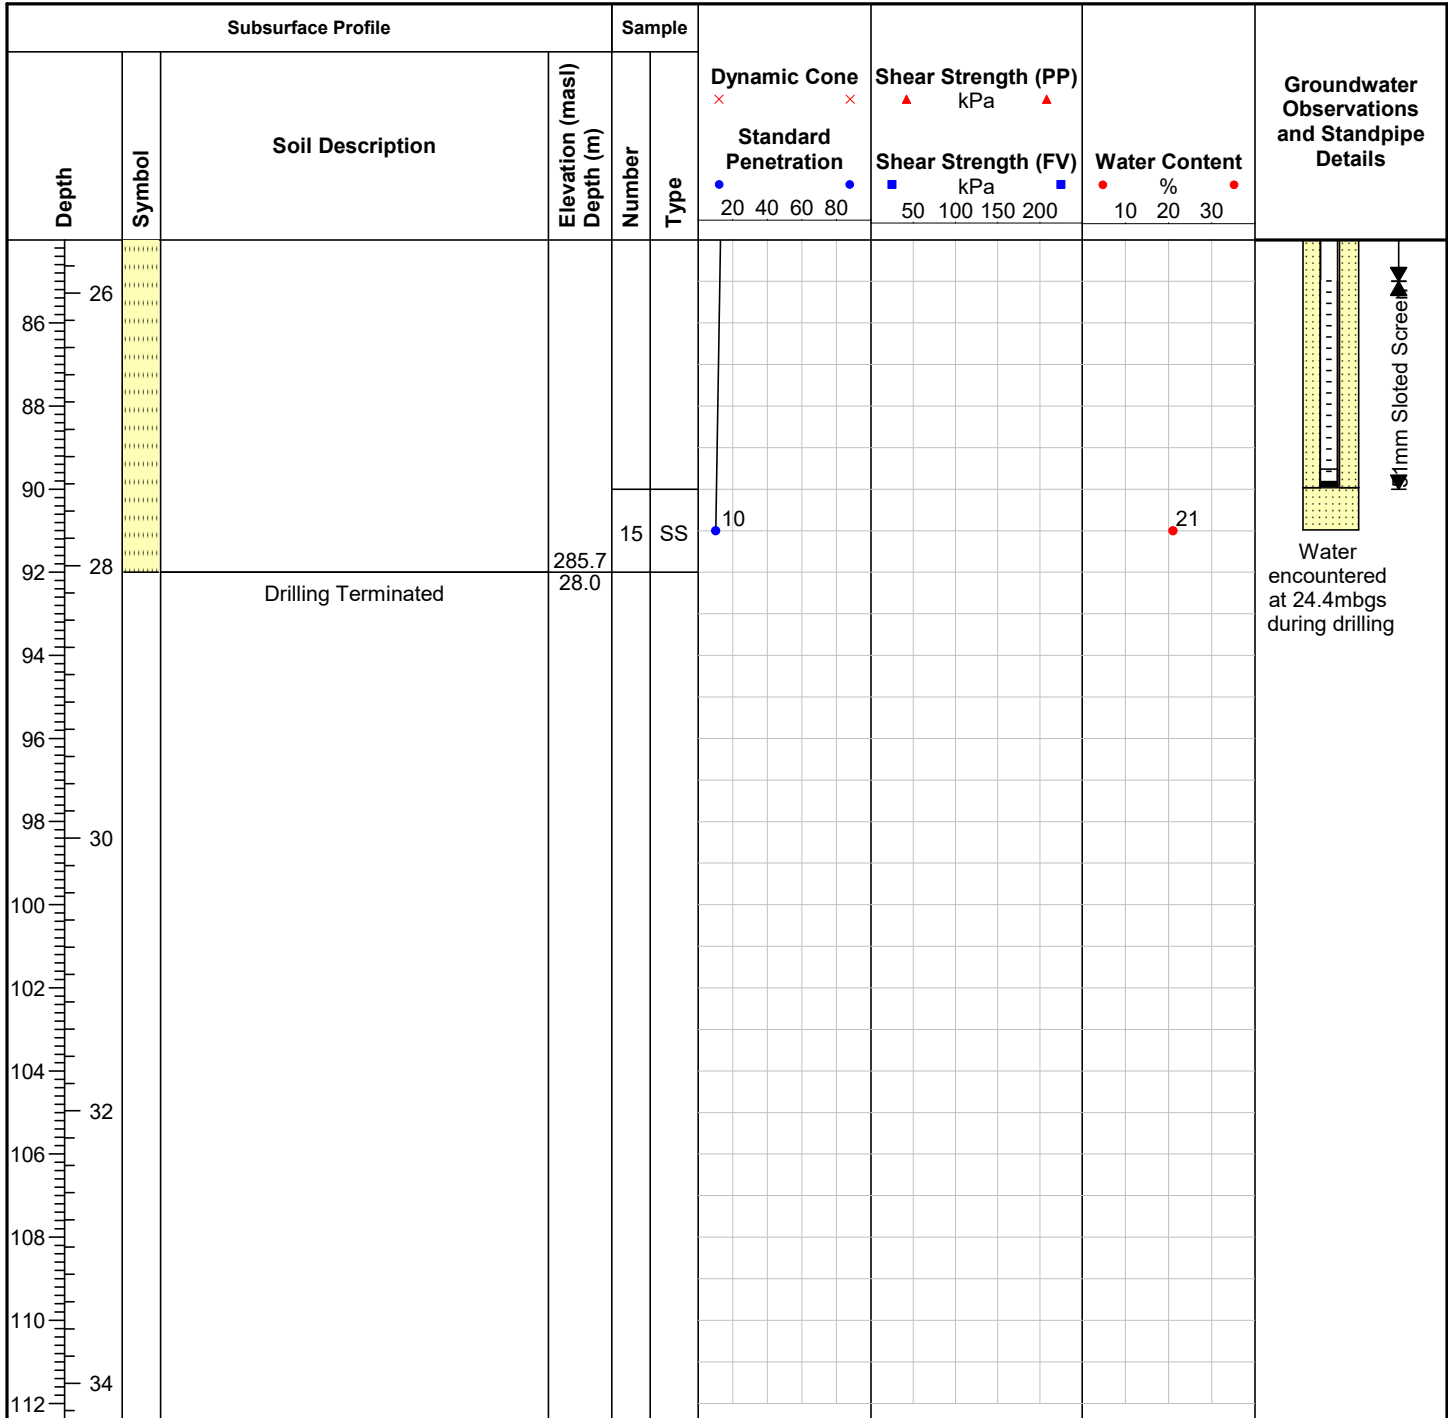 Subsurface Profile
Sample
Depth
Symbol
Soil Description
Elevation (masl)
Depth (m)
Number
Type
Dynamic Cone
Standard
Penetration
20 40 60 80
Shear Strength (PP)
kPa
Shear Strength (FV)
kPa
50 100 150 200
Water Content
%
10 20 30
Groundwater
Observations
and Standpipe
Details
26
86
88
90
28
92
94
96
98
30
100
102
104
32
106
108
110
34
112
285.7
28.0
Drilling Terminated
15
SS
10
21
51mm Sloted Screen
Water
encountered
at 24.4mbgs
during drilling